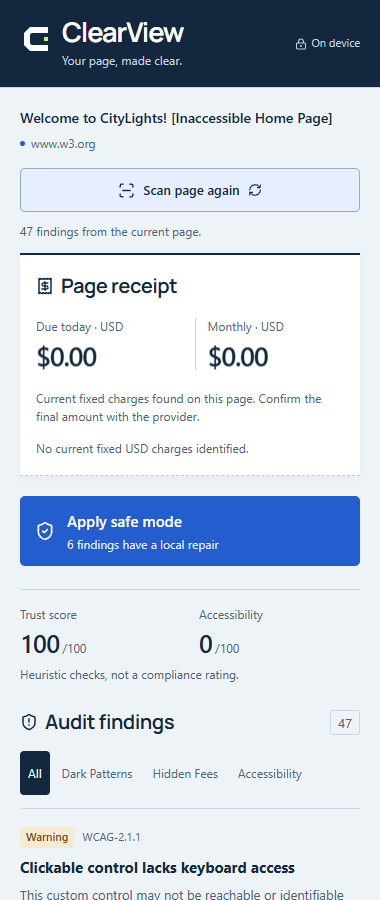 ClearView
Your page, made clear.
On device
Welcome to CityLights! [Inaccessible Home Page]
www.w3.org
Scan page again
47 findings from the current page.
Page receipt
Due today · USD
Monthly · USD
$0.00
$0.00
Current fixed charges found on this page. Confirm the
final amount with the provider.
No current fixed USD charges identified.
Apply safe mode
6 findings have a local repair
Trust score
Accessibility
100/100
0/100
Heuristic checks, not a compliance rating.
Audit findings
47
All
Dark Patterns
Hidden Fees
Accessibility
Warning
WCAG-2.1.1
Clickable control lacks keyboard access
This custom control may not be reachable or identifiable